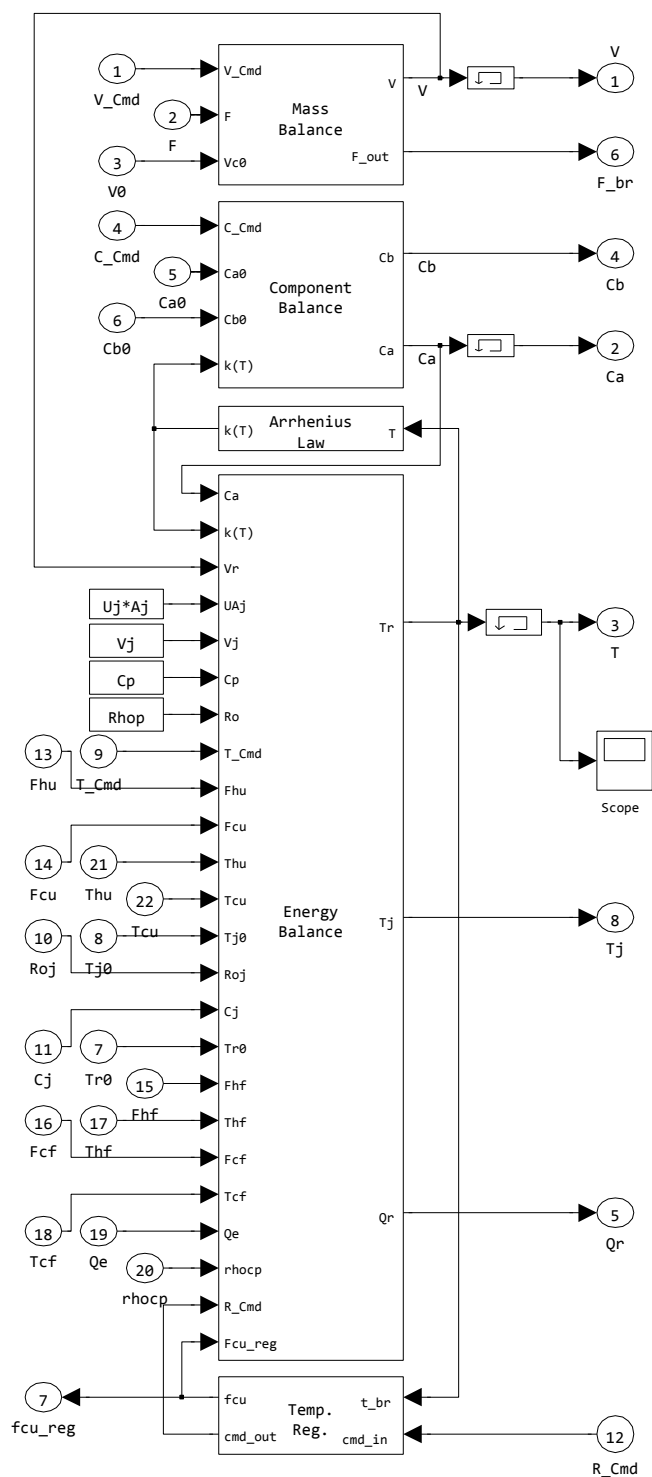 V
1
V_Cmd
V
1
V_Cmd
V
2
F
Mass
Balance
F
3
Vc0
F_out
6
V0
F_br
4
C_Cmd
C_Cmd
Cb
4
5
Ca0
Cb
Cb
Ca0
Component
Balance
6
Cb0
Cb0
Ca
2
k(T)
Ca
Ca
k(T)
Arrhenius
Law
T
Ca
k(T)
Vr
Uj*Aj
UAj
Tr
3
Vj
Vj
T
Cp
Cp
Rhop
Ro
13
9
T_Cmd
Fhu
T_Cmd
Fhu
Scope
Fcu
14
21
Thu
Fcu
Thu
22
Tcu
Tcu
Energy
Balance
Tj
8
10
8
Tj0
Tj
Roj
Tj0
Roj
Cj
11
7
Tr0
Cj
Tr0
15
Fhf
Fhf
16
17
Thf
Fcf
Thf
Fcf
Tcf
Qr
5
18
19
Qe
Qr
Tcf
Qe
20
rhocp
rhocp
R_Cmd
Fcu_reg
7
fcu
t_br
fcu_reg
Temp.
Reg.
cmd_out
cmd_in
12
R_Cmd